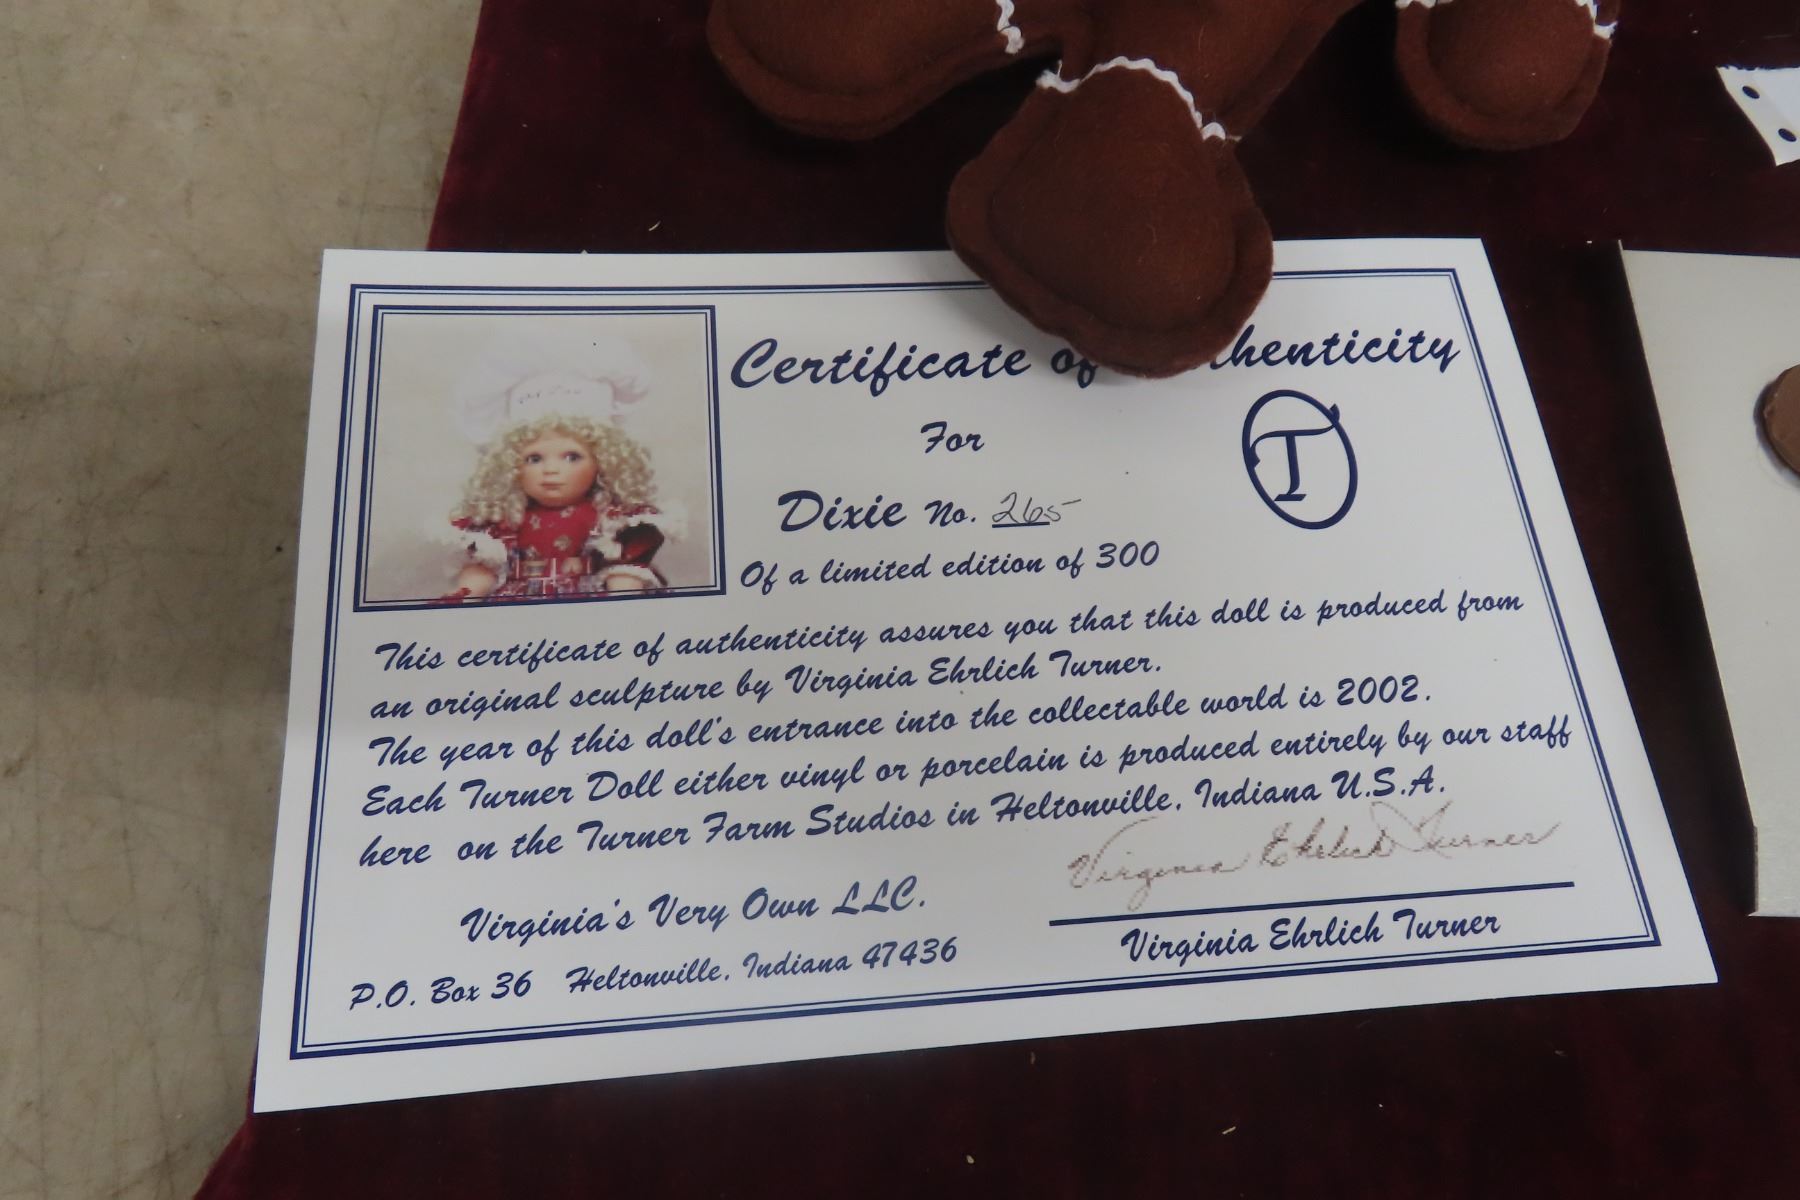 Certificate of henticity
For
T
Dixie No. 265
Of a limited edition of 300
This certificate of authenticity assures you that this doll is produced from
an original sculpture by Virginia Ehrlich Turner.
The year of this doll's entrance into the collectable world is 2002.
Each Turner Doll either vinyl or porcelain is produced entirely by our staff
here on the Turner Farm Studios in Heltonville, Indiana U.S.A.
Virginia Ehrlich Turner
Virginia's Very Own LLC.
Virginia Ehrlich Turner
P.O. Box 36 Heltonville, Indiana 47436